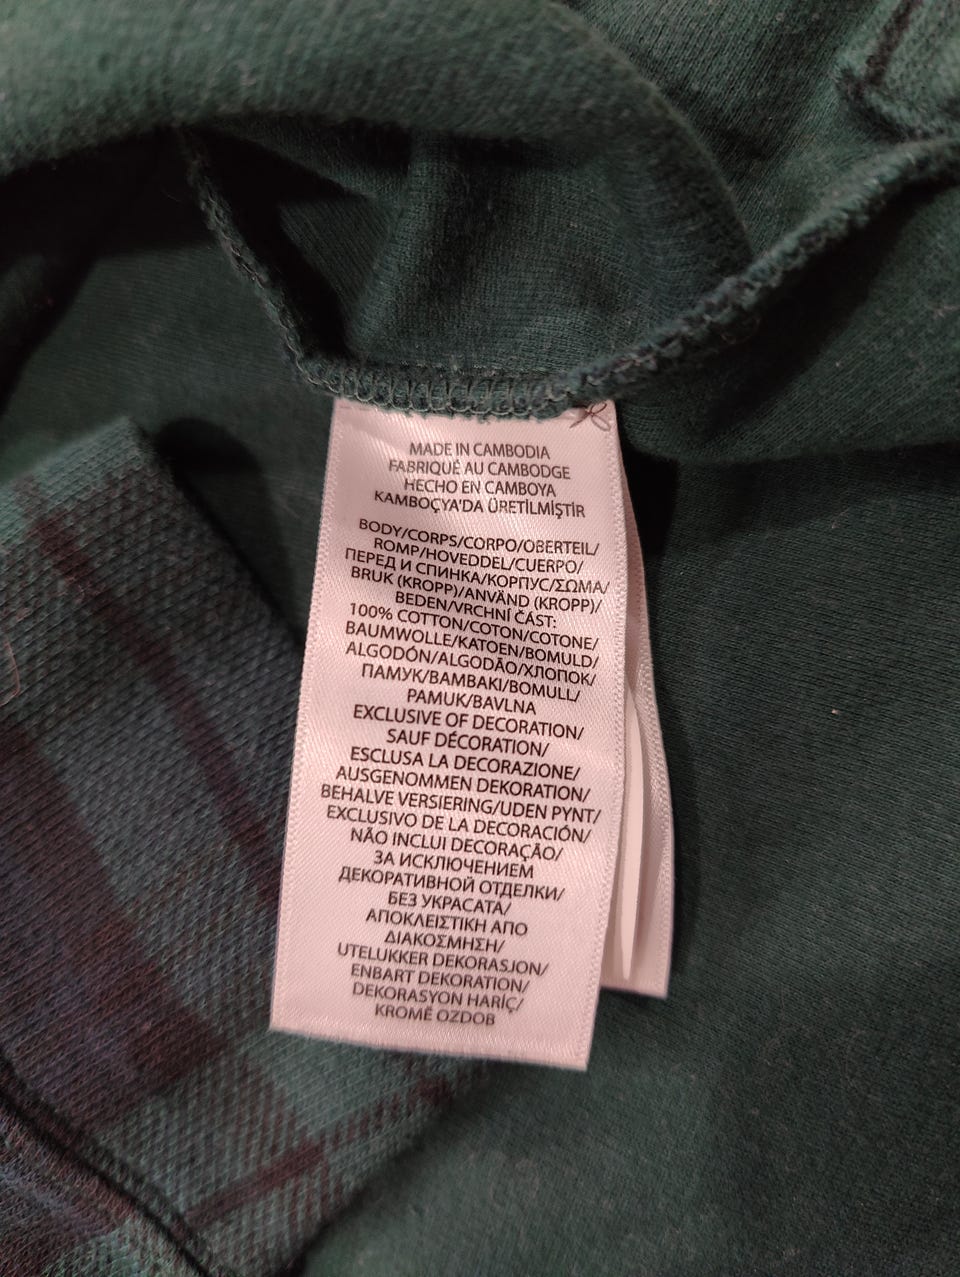 MADE IN CAMBODIA
FABRIQUÉ AU CAMBODGE
HECHO EN CAMBOYA
KAMBOÇYA'DA ÜRETİLMİŞTİR
BODY/CORPS/CORPO/OBERTEIL/
ROMP/HOVEDDEL/CUERPO/
ПЕРЕД И СПИНКА/КОРПУС/ΣΩΜΑ/
BRUK (KROPP)/ANVÄND (KROPP)/
BEDEN/VRCHNÍ ČÁST:
100% COTTON/COTON/COTONE/
BAUMWOLLE/KATOEN/BOMULD/
ALGODÓN/ALGODÃO/ХЛОПОК/
ПАМУК/ΒΑΜΒΑΚΙ/BOMULL/
PAMUK/BAVLNA
EXCLUSIVE OF DECORATION/
SAUF DÉCORATION/
ESCLUSA LA DECORAZIONE/
AUSGENOMMEN DEKORATION/
BEHALVE VERSIERING/UDEN PYNT/
EXCLUSIVO DE LA DECORACIÓN/
NÃO INCLUI DECORAÇÃO/
ЗА ИСКЛЮЧЕНИЕМ
ДЕКОРАТИВНОЙ ОТДЕЛКИ/
БЕЗ УКРАСАТА/
ΑΠΟΚΛΕΙΣΤΙΚΗ ΑΠΟ
ΔΙΑΚΟΣΜΗΣΗ/
UTELUKKER DEKORASJON/
ENBART DEKORATION/
DEKORASYON HARİÇ/
KROMĚ OZDOB